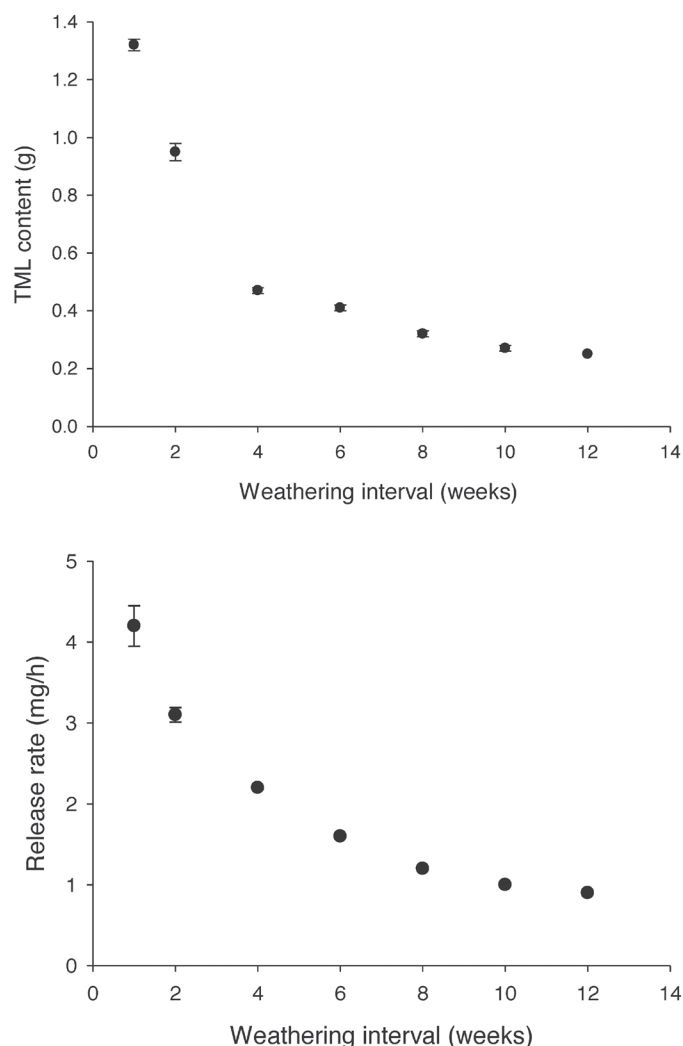 1.4
1.2
1.0
0.8
0.6
0.4
0.2
0.0
TML content (g)
0 2 4 6 8 10 12 14
Weathering interval (weeks)
5
4
3
2
1
0
Release rate (mg/h)
0 2 4 6 8 10 12 14
Weathering interval (weeks)